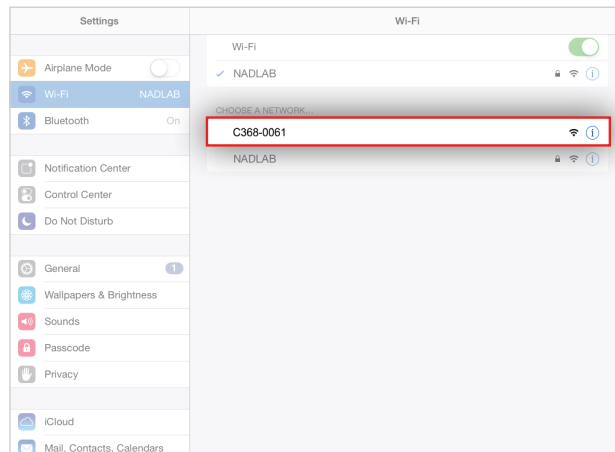 Settings
Airplane Mode
Wi-Fi NADLAB
Bluetooth On
Notification Center
Control Center
Do Not Disturb
General 1
Wallpapers & Brightness
Sounds
Passcode
Privacy
iCloud
Mail, Contacts, Calendars
Wi-Fi
Wi-Fi
NADLAB
CHOOSE A NETWORK...
C368-0061
NADLAB